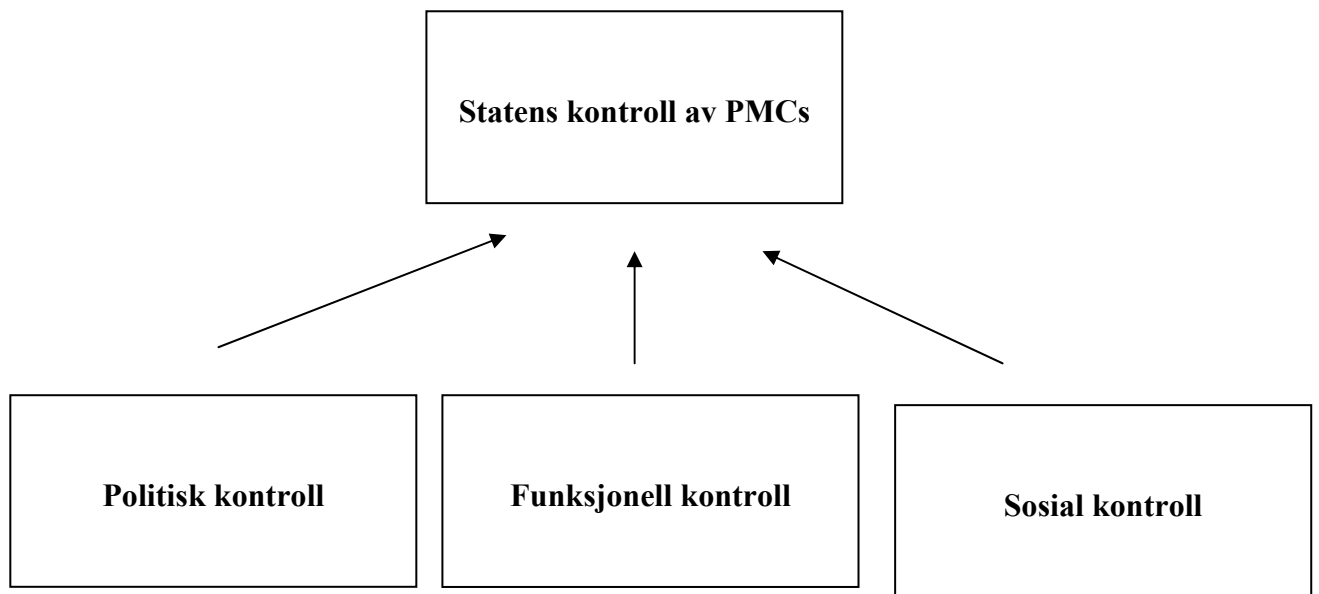 Statens kontroll av PMCs
Politisk kontroll
Funksjonell kontroll
Sosial kontroll